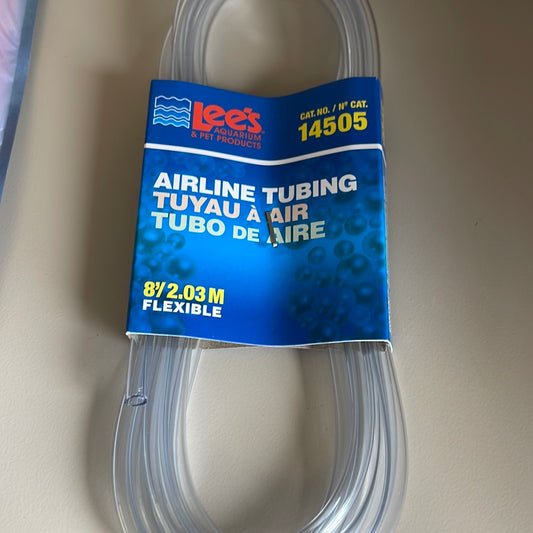 Lee's
AQUARIUM
& PET PRODUCTS
CAT. NO. / Nº CAT.
14505
AIRLINE TUBING
TUYAU À AIR
TUBO DE AIRE
8'/2.03 M
FLEXIBLE